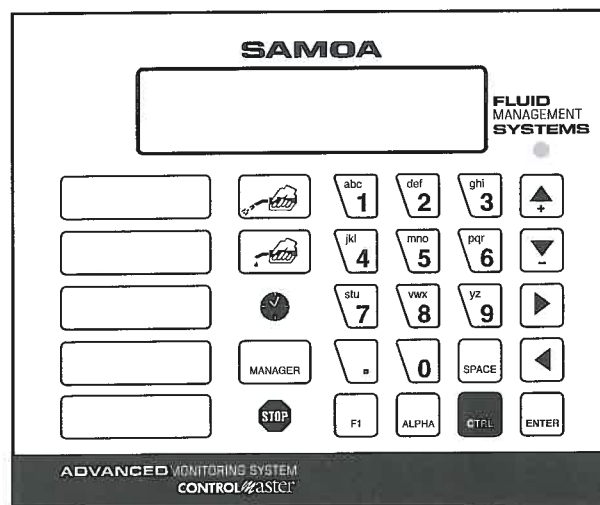 SAMOA
FLUID
MANAGEMENT
SYSTEMS
abc 1
def 2
ghi 3
+
jkl 4
mno 5
pqr 6
-
stu 7
vwx 8
yz 9
MANAGER
.
0
SPACE
STOP
F1
ALPHA
CTRL
ENTER
ADVANCED MONITORING SYSTEM
CONTROLMaster